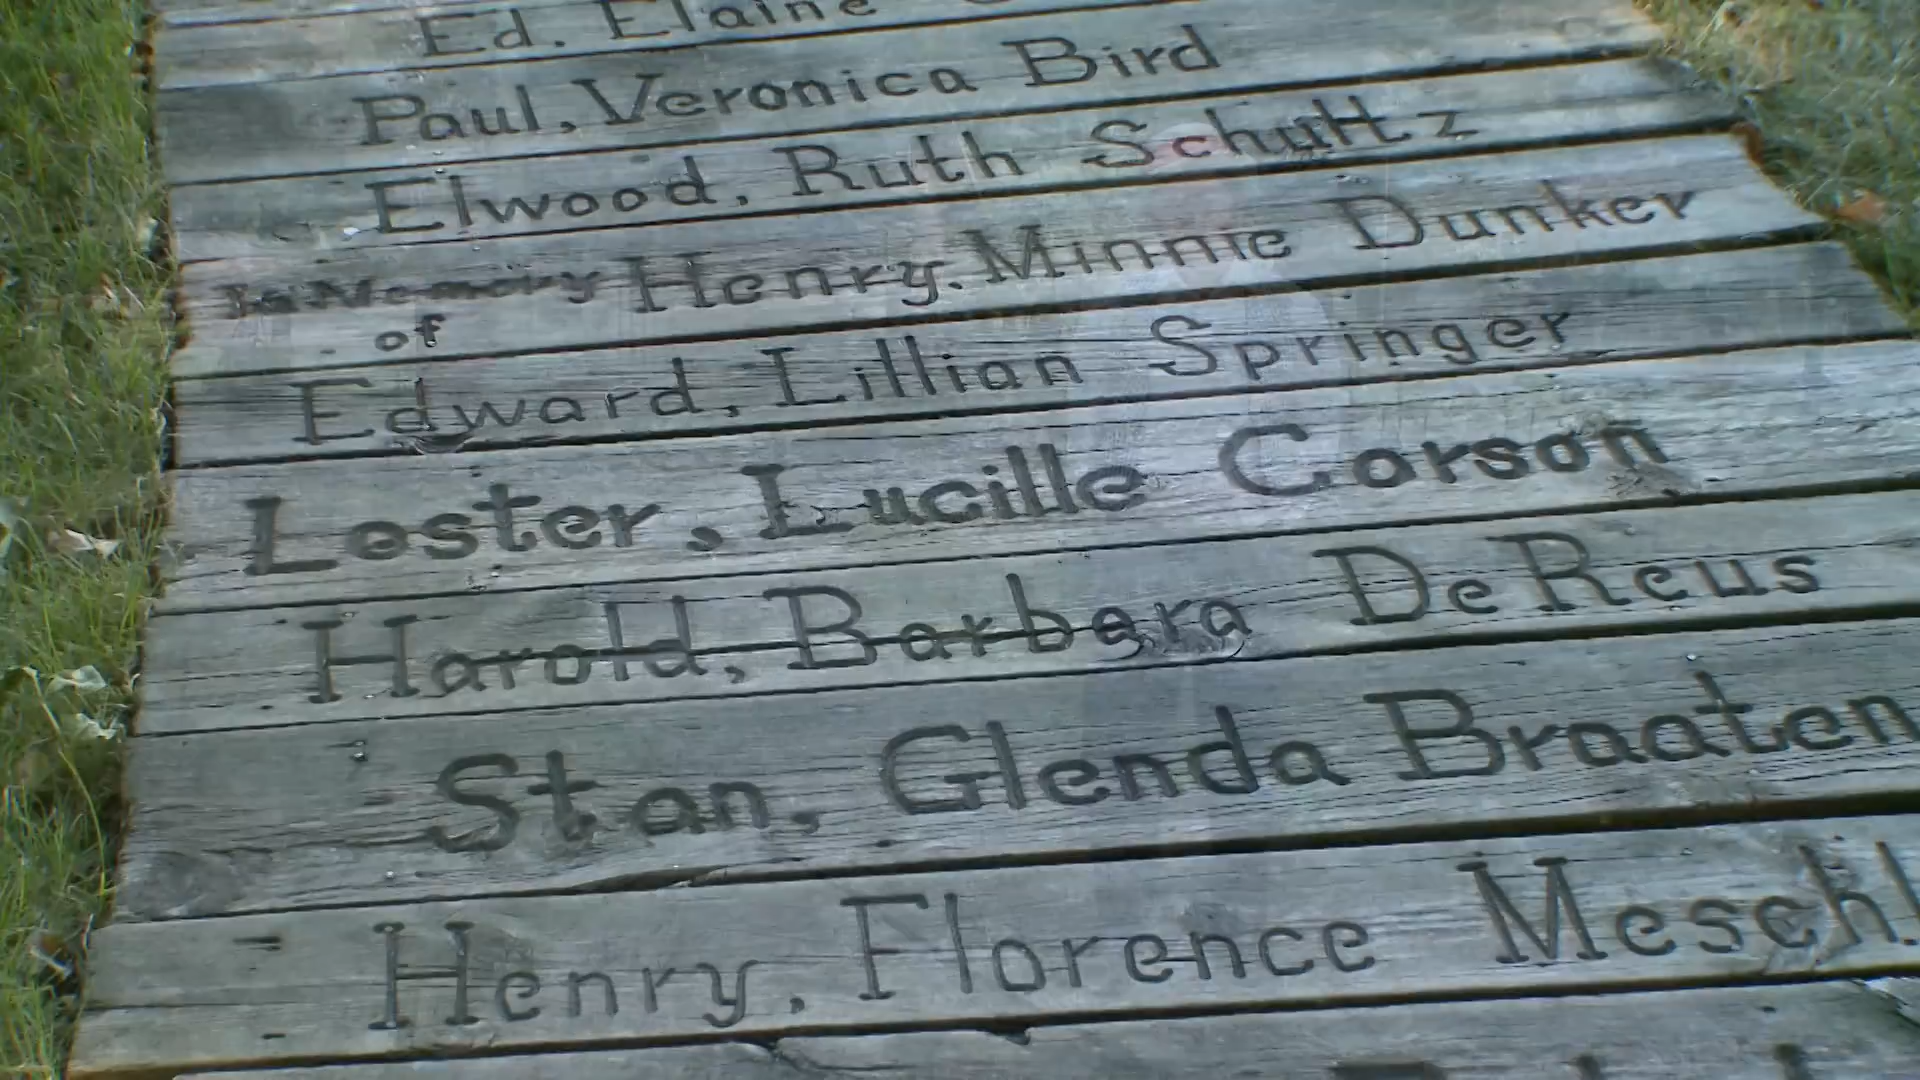 Ed. Elaine
Paul, Veronica Bird
Elwood, Ruth Schultz
In Memory of Henry. Minnie Dunker
Edward, Lillian Springer
Lester, Lucille Carson
Harold, Barbara DeReus
Stan, Glenda Braaten
Henry, Florence Meschl